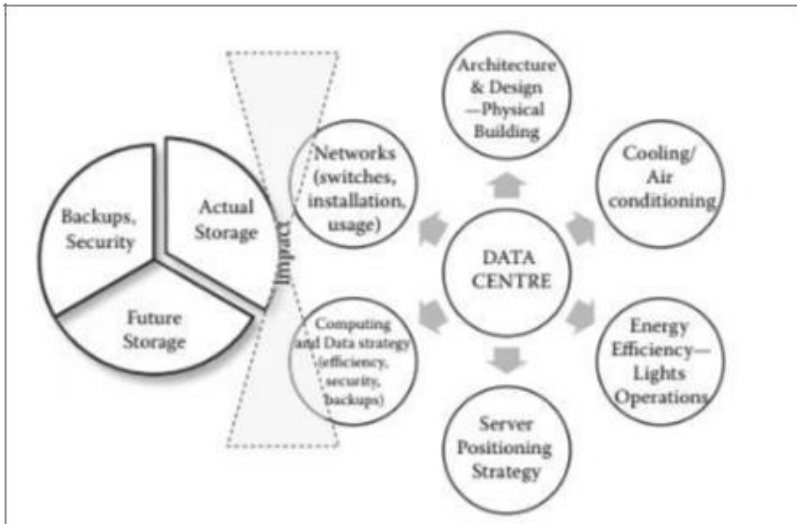 Architecture
& Design
—Physical
Building
Networks
(switches,
installation,
usage)
Cooling/
Air
conditioning
Backups,
Security
Actual
Storage
Impact
DATA
CENTRE
Future
Storage
Computing
and Data strategy
(efficiency,
security,
backups)
Energy
Efficiency—
Lights
Operations
Server
Positioning
Strategy